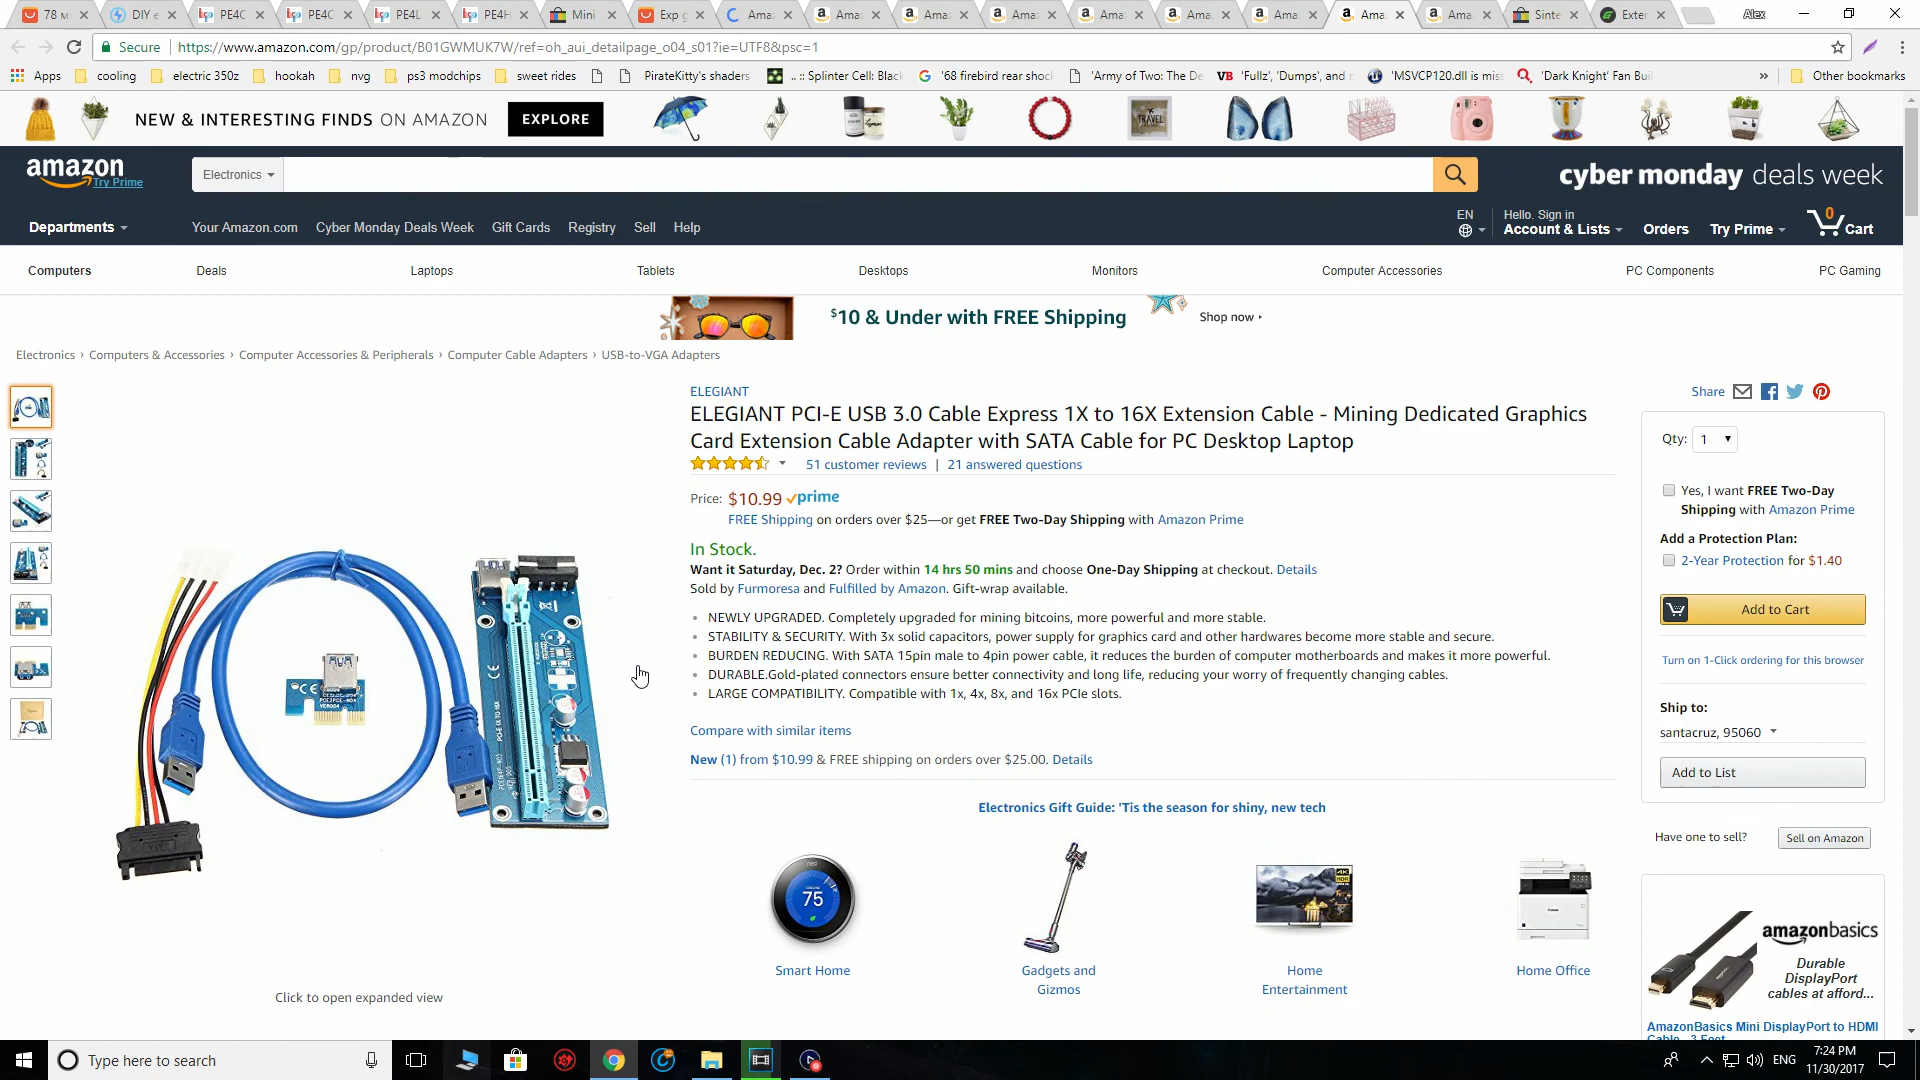 78 м
DIY e
PE4C
PE4C
PE4L
PE4H
Mini
Exp g
Amaz
Amaz
Amaz
Amaz
Amaz
Amaz
Amaz
Amaz
Amaz
Sinte
Exter
Alex
Secure
https://www.amazon.com/gp/product/B01GWMUK7W/ref=oh_aui_detailpage_o04_s01?ie=UTF8&psc=1
Apps
cooling
electric 350z
hookah
nvg
ps3 modchips
sweet rides
PirateKitty's shaders
.. :: Splinter Cell: Black
'68 firebird rear shock
'Army of Two: The De
'Fullz', 'Dumps', and
'MSVCP120.dll is miss
'Dark Knight' Fan Buil
Other bookmarks
NEW & INTERESTING FINDS ON AMAZON
EXPLORE
TRAVEL
amazon
Try Prime
Electronics
cyber monday deals week
Departments
Your Amazon.com
Cyber Monday Deals Week
Gift Cards
Registry
Sell
Help
EN
Hello. Sign in
Account & Lists
Orders
Try Prime
0
Cart
Computers
Deals
Laptops
Tablets
Desktops
Monitors
Computer Accessories
PC Components
PC Gaming
$10 & Under with FREE Shipping
Shop now ›
Electronics › Computers & Accessories › Computer Accessories & Peripherals › Computer Cable Adapters › USB-to-VGA Adapters
ELEGIANT
ELEGIANT PCI-E USB 3.0 Cable Express 1X to 16X Extension Cable - Mining Dedicated Graphics
Card Extension Cable Adapter with SATA Cable for PC Desktop Laptop
51 customer reviews | 21 answered questions
Price: $10.99 prime
FREE Shipping on orders over $25—or get FREE Two-Day Shipping with Amazon Prime
In Stock.
Want it Saturday, Dec. 2? Order within 14 hrs 50 mins and choose One-Day Shipping at checkout. Details
Sold by Furmoresa and Fulfilled by Amazon. Gift-wrap available.
• NEWLY UPGRADED. Completely upgraded for mining bitcoins, more powerful and more stable.
• STABILITY & SECURITY. With 3x solid capacitors, power supply for graphics card and other hardwares become more stable and secure.
• BURDEN REDUCING. With SATA 15pin male to 4pin power cable, it reduces the burden of computer motherboards and makes it more powerful.
• DURABLE.Gold-plated connectors ensure better connectivity and long life, reducing your worry of frequently changing cables.
• LARGE COMPATIBILITY. Compatible with 1x, 4x, 8x, and 16x PCIe slots.
Compare with similar items
New (1) from $10.99 & FREE shipping on orders over $25.00. Details
Electronics Gift Guide: 'Tis the season for shiny, new tech
nest
75
4K
HDR
Smart Home
Gadgets and
Gizmos
Home
Entertainment
Home Office
Click to open expanded view
Share
Qty: 1
Yes, I want FREE Two-Day
Shipping with Amazon Prime
Add a Protection Plan:
2-Year Protection for $1.40
Add to Cart
Turn on 1-Click ordering for this browser
Ship to:
santacruz, 95060
Add to List
Have one to sell?
Sell on Amazon
amazonbasics
Durable
DisplayPort
cables at afford...
AmazonBasics Mini DisplayPort to HDMI
Cable - 3 Feet
Type here to search
ENG
7:24 PM
11/30/2017